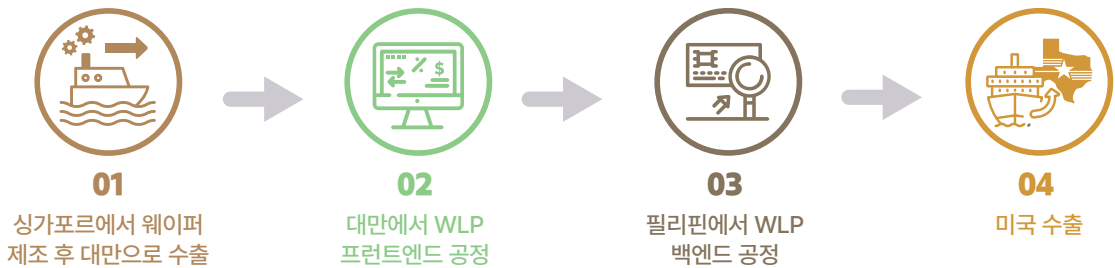 01
싱가포르에서 웨이퍼
제조 후 대만으로 수출
$
02
대만에서 WLP
프런트엔드 공정
03
필리핀에서 WLP
백엔드 공정
04
미국 수출